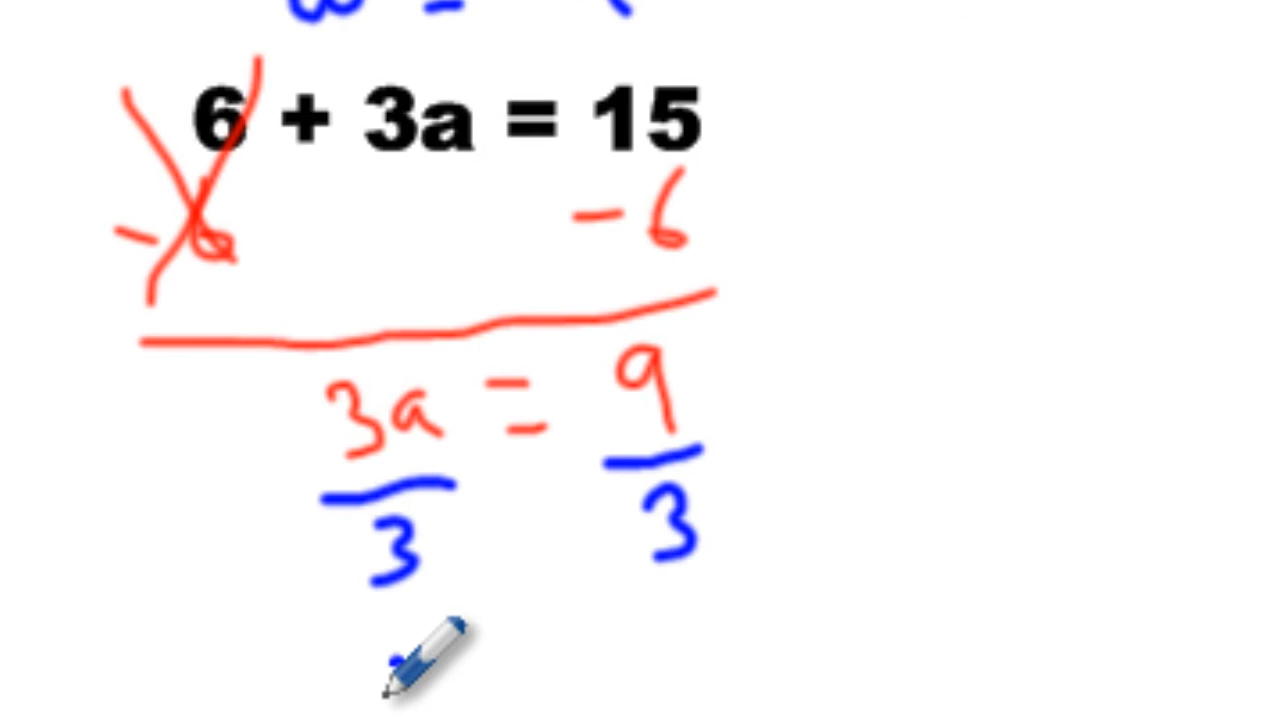 6 + 3a = 15
- 6 - 6
3a = 9
3 3